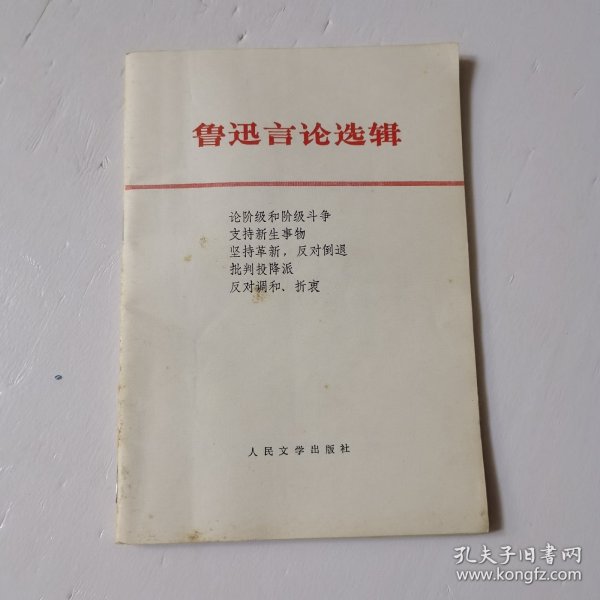 鲁迅言论选辑
论阶级和阶级斗争
支持新生事物
坚持革新，反对倒退
批判投降派
反对调和、折衷
人民文学出版社
孔夫子旧书网
www.kongfz.com